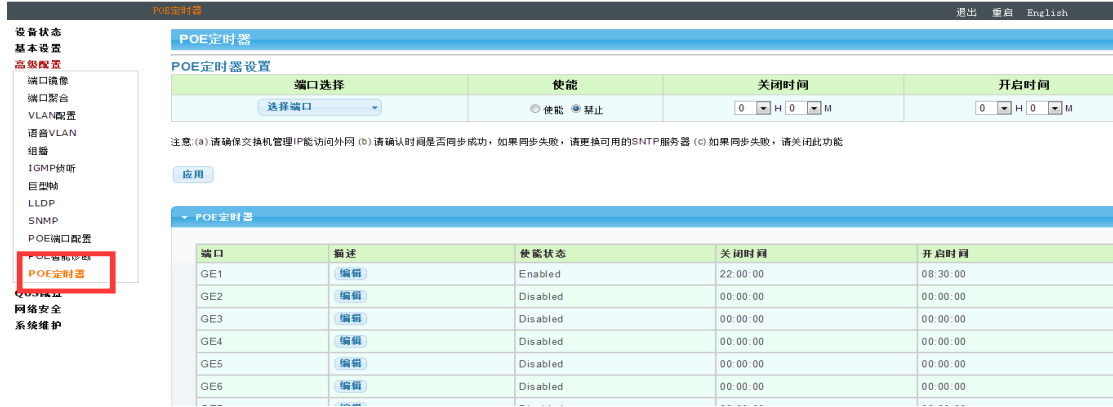 POE定时器 退出 重启 English
设备状态
基本设置
高级配置
端口镜像
端口聚合
VLAN配置
语音VLAN
组播
IGMP侦听
巨型帧
LLDP
SNMP
POE端口配置
POE智能诊断
POE定时器
QoS配置
网络安全
系统维护
POE定时器
POE定时器设置
端口选择 使能 关闭时间 开启时间
选择端口 使能 禁止 0 H 0 M 0 H 0 M
注意:(a).请确保交换机管理IP能访问外网 (b).请确认时间是否同步成功，如果同步失败，请更换可用的SNTP服务器 (c).如果同步失败，请关闭此功能
应用
POE定时器
端口 描述 使能状态 关闭时间 开启时间
GE1 编辑 Enabled 22:00:00 08:30:00
GE2 编辑 Disabled 00:00:00 00:00:00
GE3 编辑 Disabled 00:00:00 00:00:00
GE4 编辑 Disabled 00:00:00 00:00:00
GE5 编辑 Disabled 00:00:00 00:00:00
GE6 编辑 Disabled 00:00:00 00:00:00